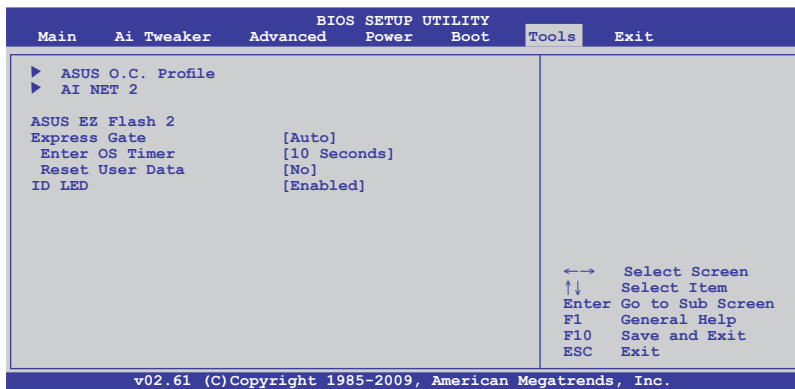 BIOS SETUP UTILITY
Main Ai Tweaker Advanced Power Boot Tools Exit
ASUS O.C. Profile
AI NET 2
ASUS EZ Flash 2
Express Gate [Auto]
Enter OS Timer [10 Seconds]
Reset User Data [No]
ID LED [Enabled]
←→ Select Screen
↑↓ Select Item
Enter Go to Sub Screen
F1 General Help
F10 Save and Exit
ESC Exit
v02.61 (C)Copyright 1985-2009, American Megatrends, Inc.